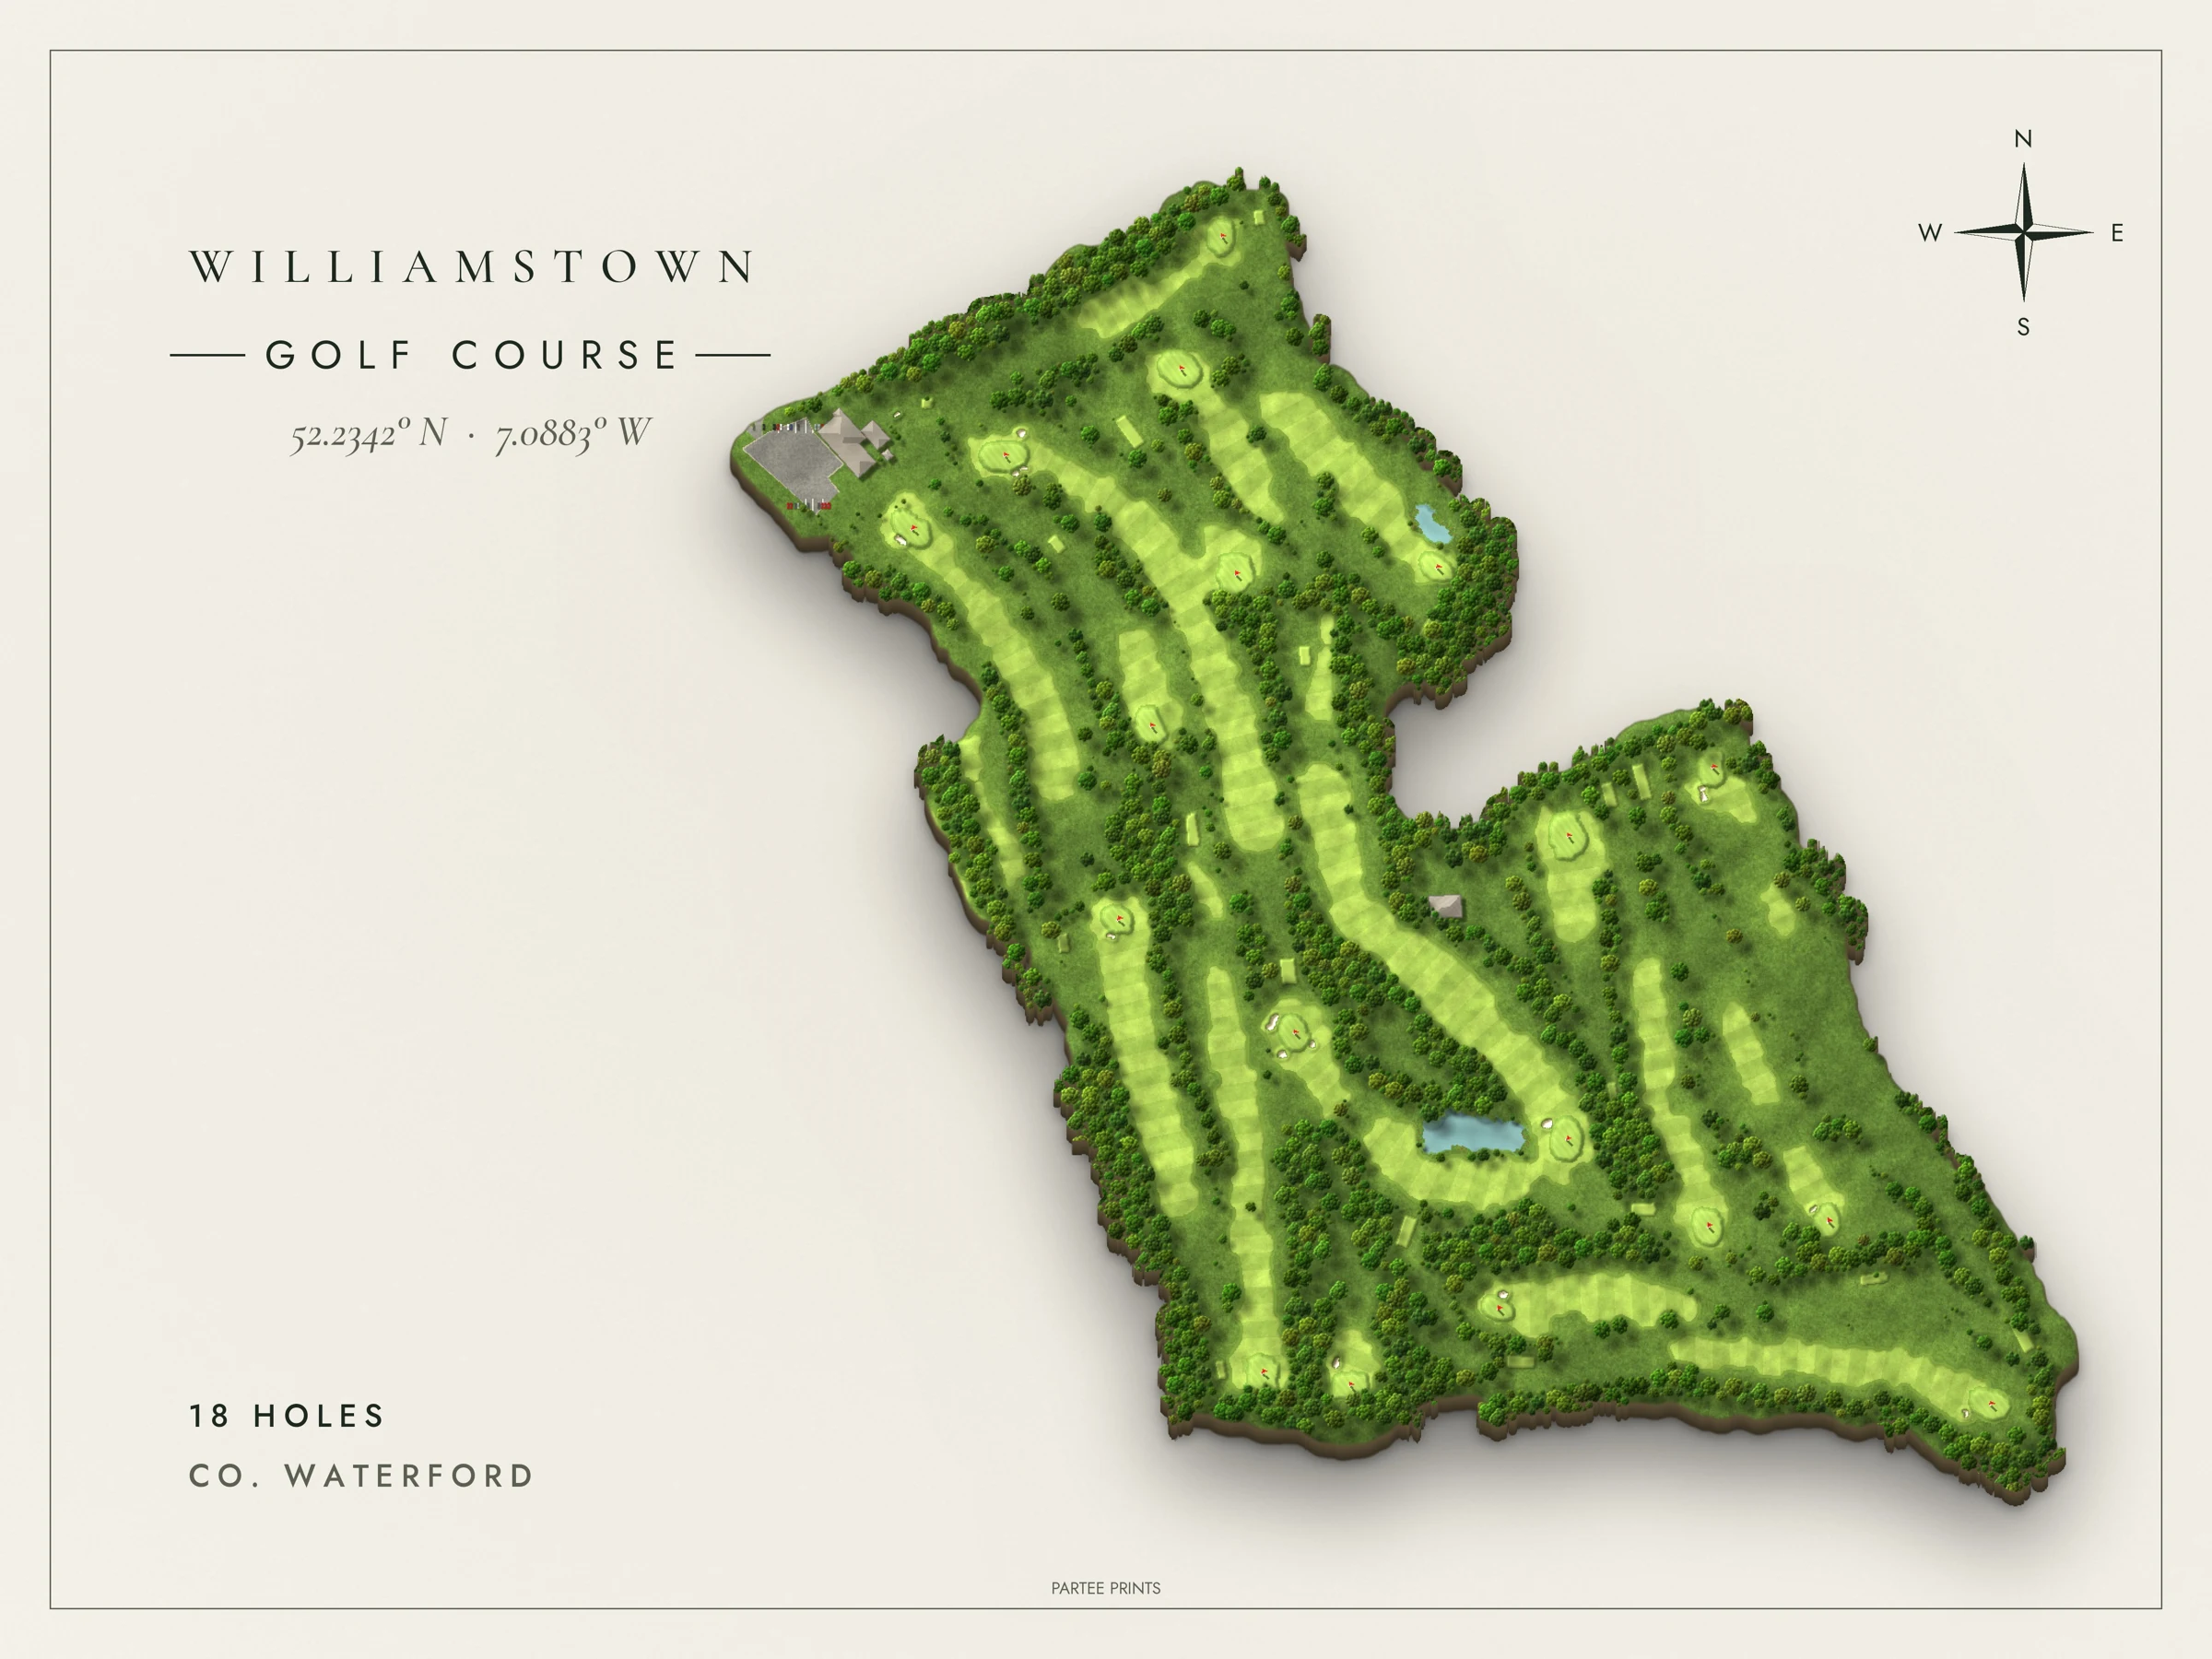 WILLIAMSTOWN
GOLF COURSE
52.2342° N · 7.0883° W
N
W E
S
18 HOLES
CO. WATERFORD
PARTEE PRINTS